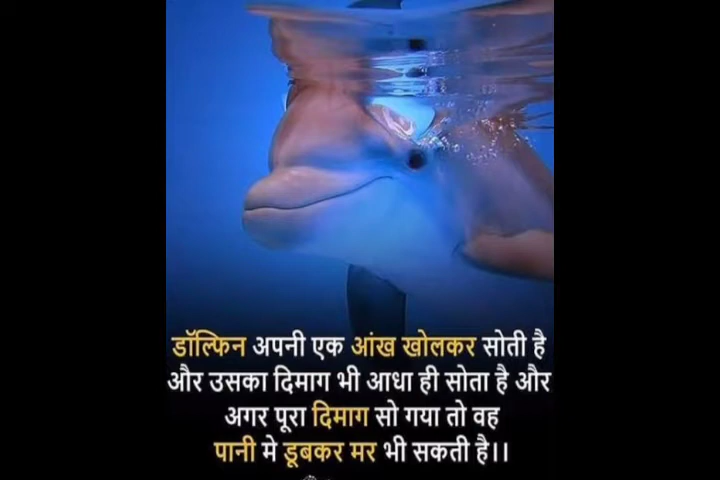 डॉल्फिन अपनी एक आंख खोलकर सोती है
और उसका दिमाग भी आधा ही सोता है और
अगर पूरा दिमाग सो गया तो वह
पानी मे डूबकर मर भी सकती है।।